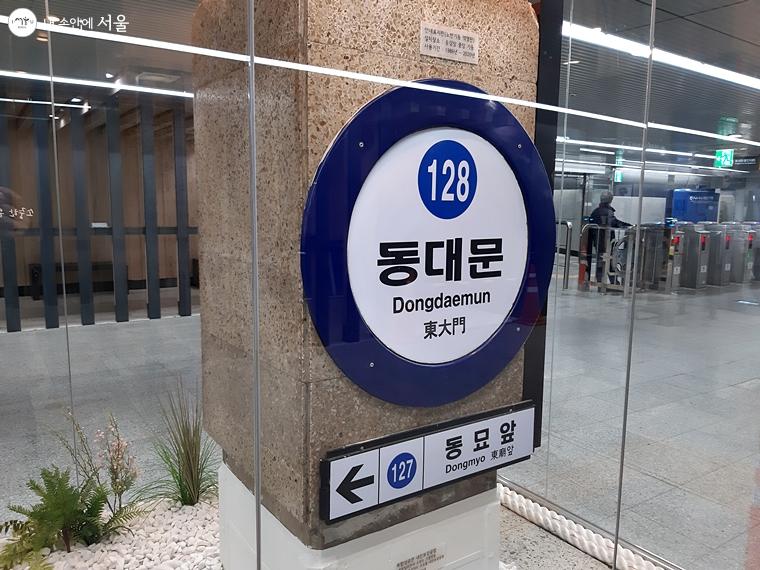 내 손안에 서울
128
동대문
Dongdaemun
東大門
127
동묘앞
Dongmyo 東廟앞